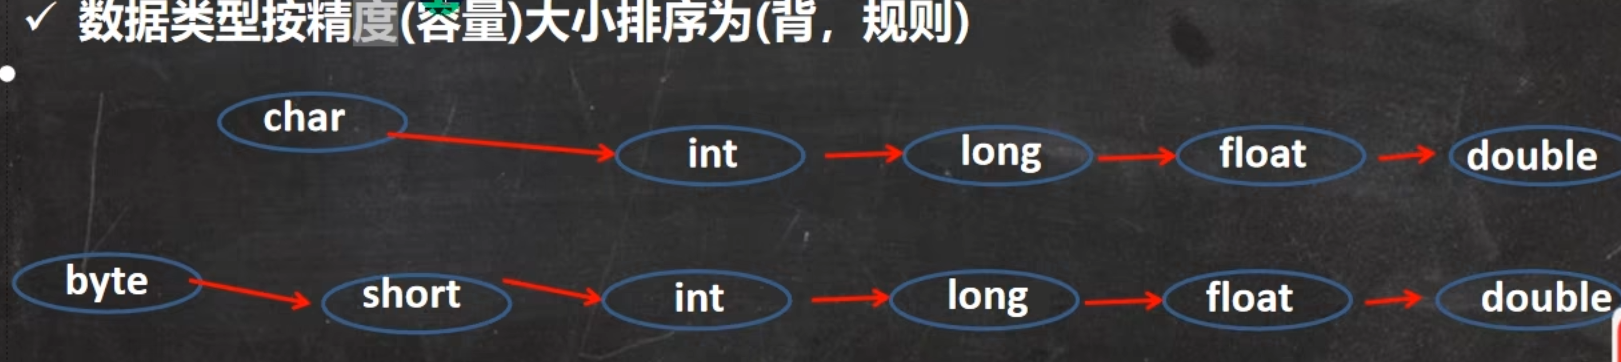 ✓ 数据类型按精度(容量)大小排序为(背，规则)
char int long float double
byte short int long float double